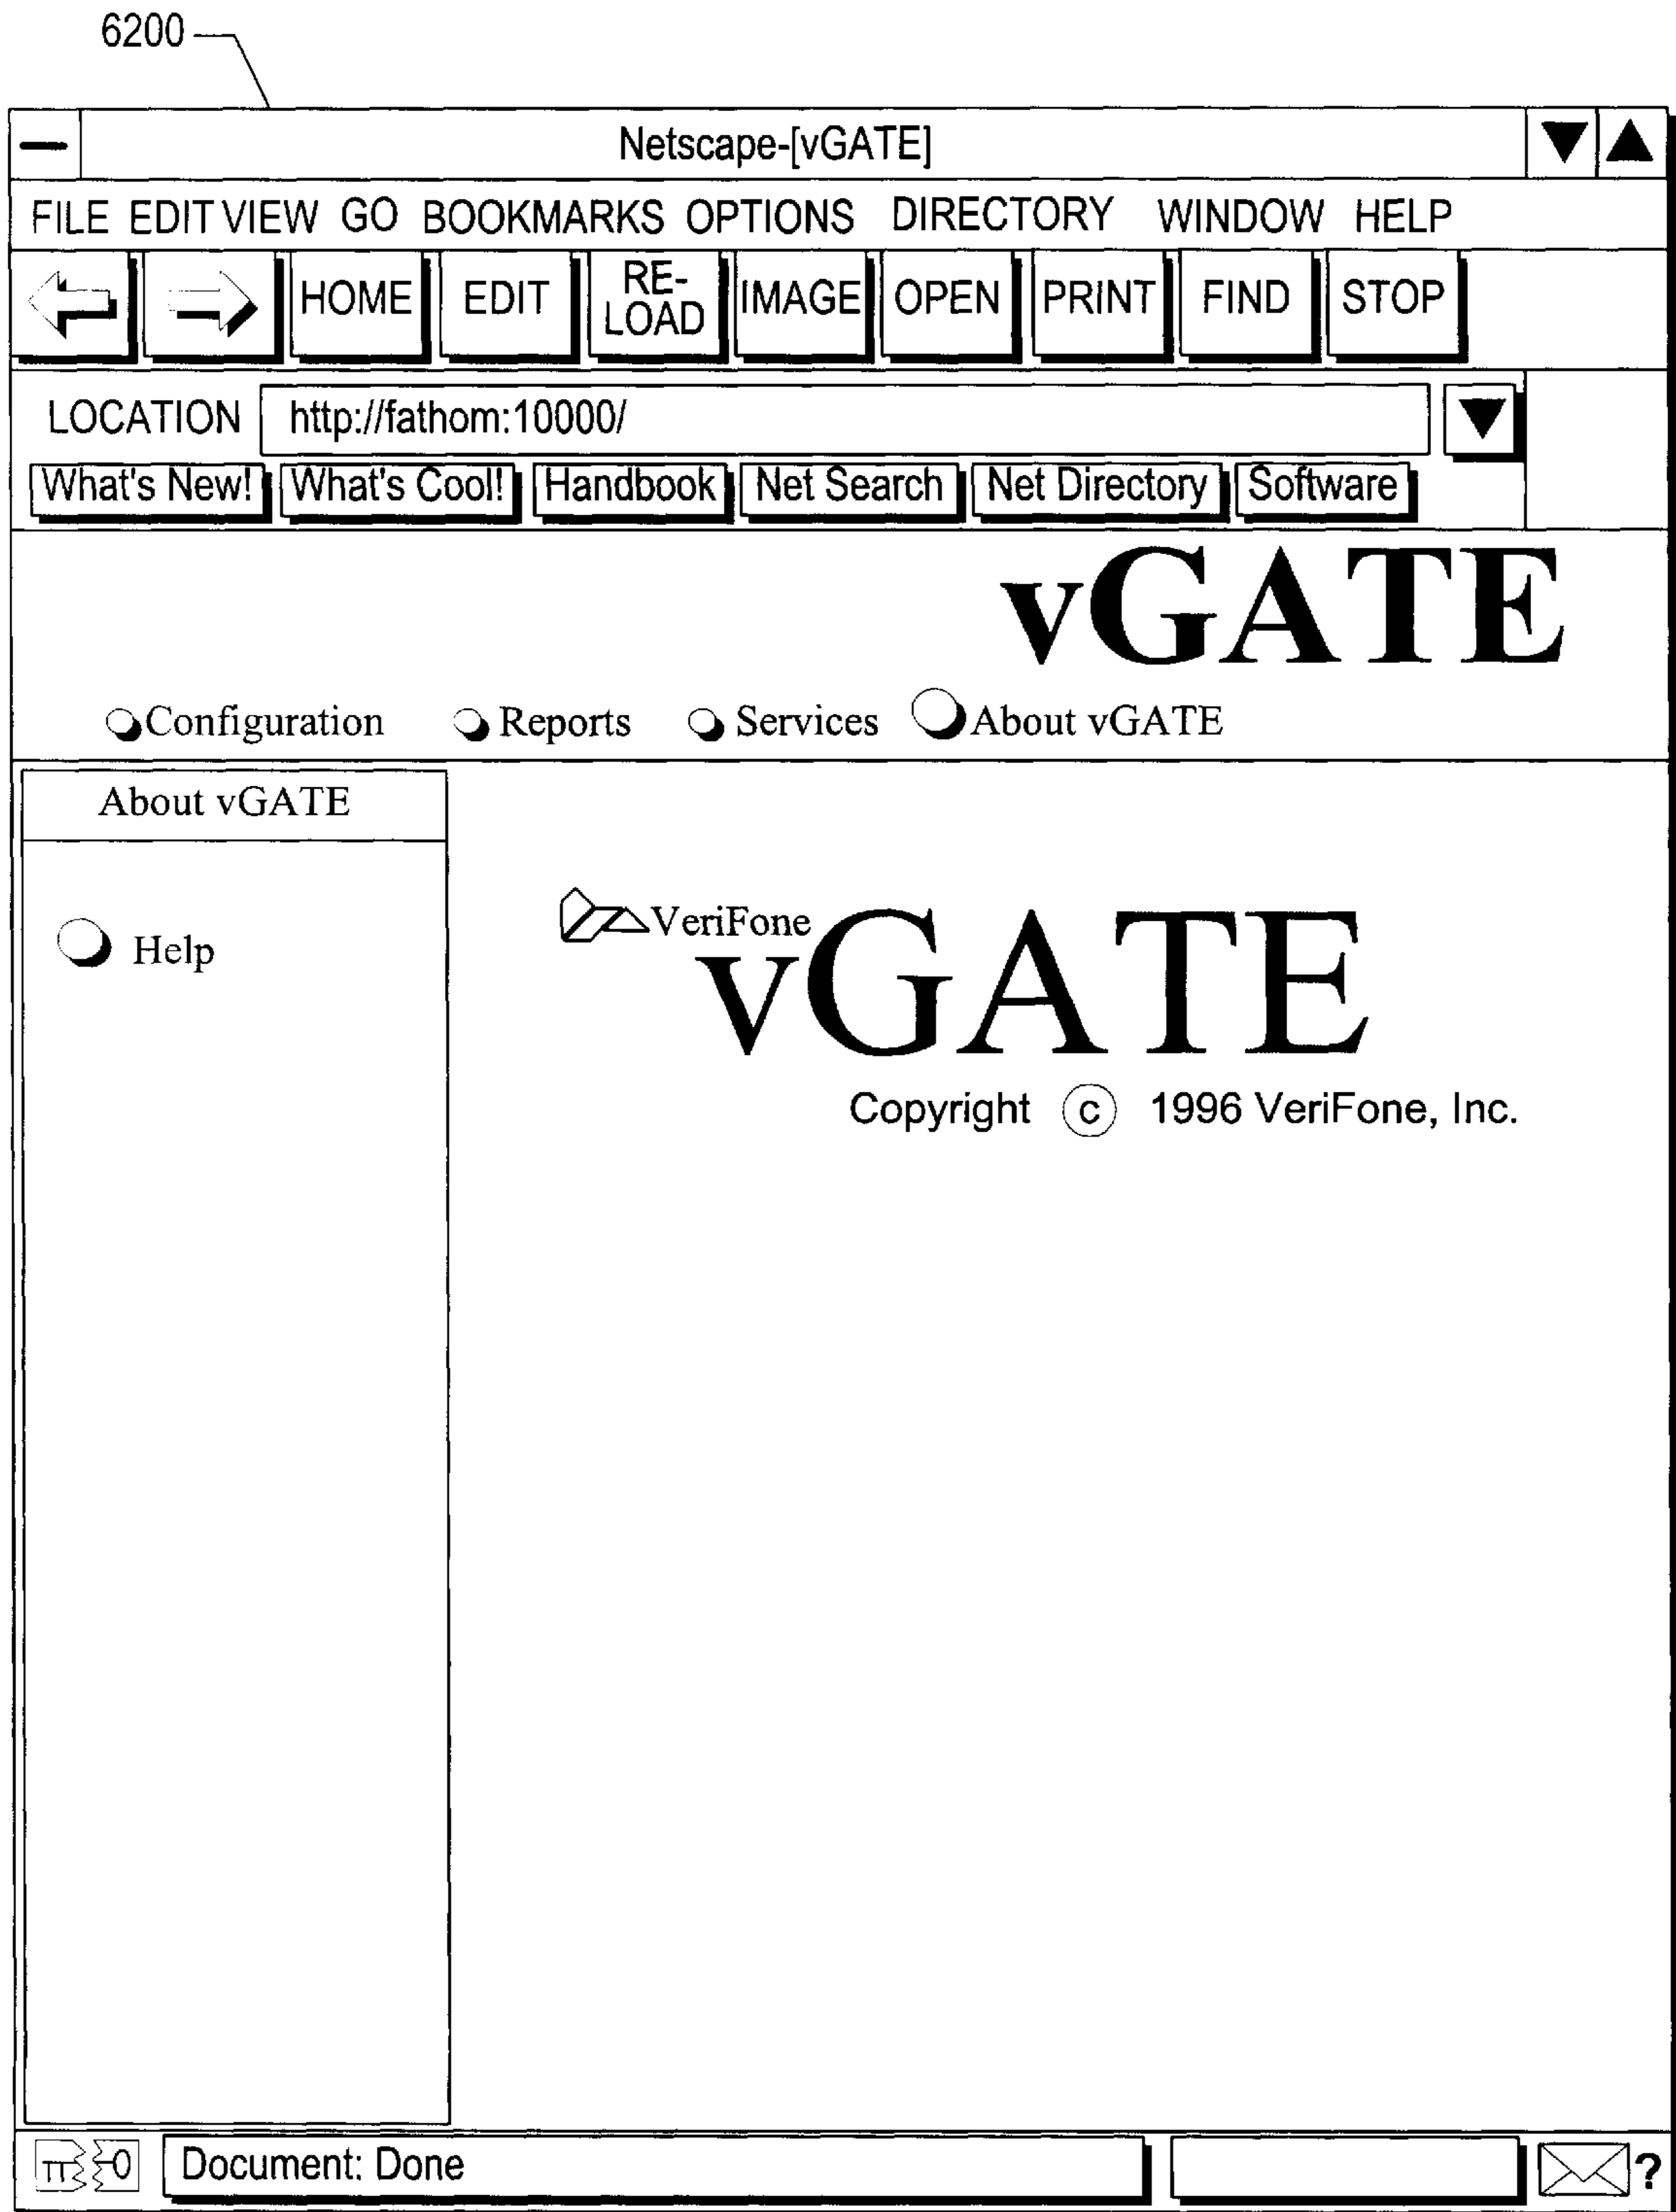 6200
Netscape-[vGATE]
FILE EDIT VIEW GO BOOKMARKS OPTIONS DIRECTORY WINDOW HELP
HOME EDIT RE-
LOAD IMAGE OPEN PRINT FIND STOP
LOCATION http://fathom:10000/
What's New! What's Cool! Handbook Net Search Net Directory Software
vGATE
Configuration Reports Services About vGATE
About vGATE
Help
VeriFone
vGATE
Copyright © 1996 VeriFone, Inc.
Document: Done
?